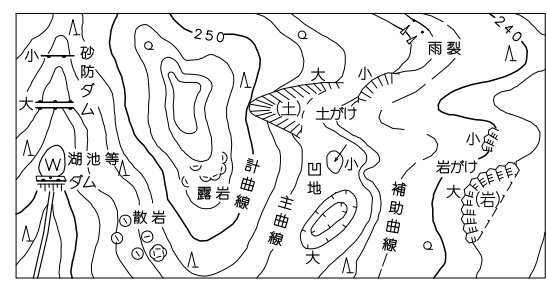 250
240
小
砂防ダム
大
湖池等
W
ダム
散岩
露岩
計曲線
主曲線
大
小
土
土がけ
雨裂
凹地
小
大
補助曲線
小
岩がけ
大
(岩)